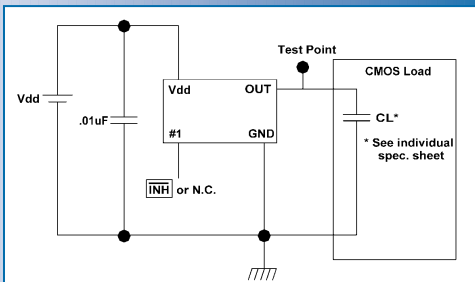 Test Point
CMOS Load
Vdd
.01uF
Vdd
OUT
#1
GND
INH or N.C.
CL*
* See individual
spec. sheet